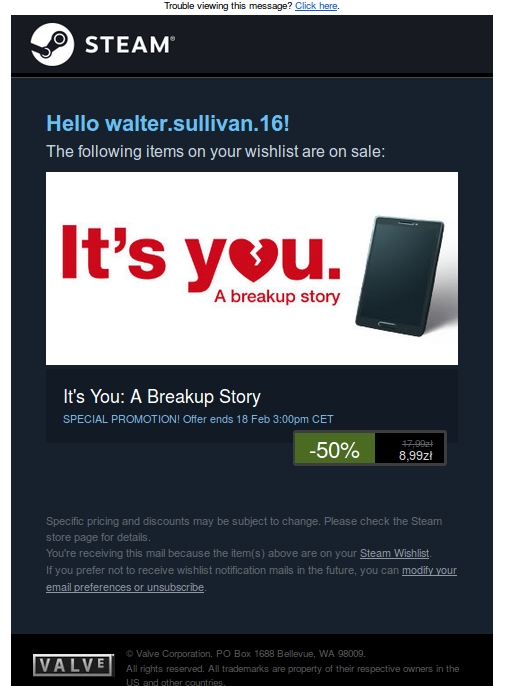 Trouble viewing this message? Click here.
STEAM®
Hello walter.sullivan.16!
The following items on your wishlist are on sale:
It's you.
A breakup story
It's You: A Breakup Story
SPECIAL PROMOTION! Offer ends 18 Feb 3:00pm CET
-50%
17,99zł
8,99zł
Specific pricing and discounts may be subject to change. Please check the Steam
store page for details.
You're receiving this mail because the item(s) above are on your Steam Wishlist.
If you prefer not to receive wishlist notification mails in the future, you can modify your
email preferences or unsubscribe.
VALVE
© Valve Corporation. PO Box 1688 Bellevue, WA 98009.
All rights reserved. All trademarks are property of their respective owners in the
US and other countries.